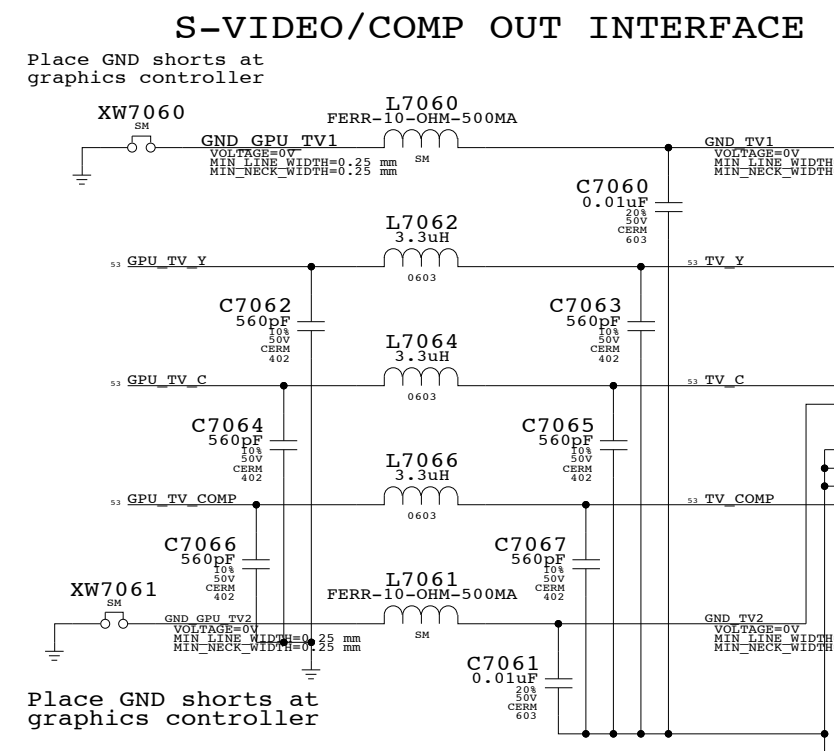 S-VIDEO/COMP OUT INTERFACE
Place GND shorts at
graphics controller
XW7060
SM
GND_GPU_TV1
VOLTAGE=0V
MIN_LINE_WIDTH=0.25 mm
MIN_NECK_WIDTH=0.25 mm
L7060
FERR-10-OHM-500MA
SM
GND_TV1
VOLTAGE=0V
MIN_LINE_WIDTH
MIN_NECK_WIDTH
C7060
0.01uF
20%
50V
CERM
603
L7062
3.3uH
0603
53 GPU_TV_Y
53 TV_Y
C7062
560pF
10%
50V
CERM
402
C7063
560pF
10%
50V
CERM
402
L7064
3.3uH
0603
53 GPU_TV_C
53 TV_C
C7064
560pF
10%
50V
CERM
402
C7065
560pF
10%
50V
CERM
402
L7066
3.3uH
0603
53 GPU_TV_COMP
53 TV_COMP
C7066
560pF
10%
50V
CERM
402
C7067
560pF
10%
50V
CERM
402
XW7061
SM
GND_GPU_TV2
VOLTAGE=0V
MIN_LINE_WIDTH=0.25 mm
MIN_NECK_WIDTH=0.25 mm
L7061
FERR-10-OHM-500MA
SM
GND_TV2
VOLTAGE=0V
MIN_LINE_WIDTH
MIN_NECK_WIDTH
C7061
0.01uF
20%
50V
CERM
603
Place GND shorts at
graphics controller